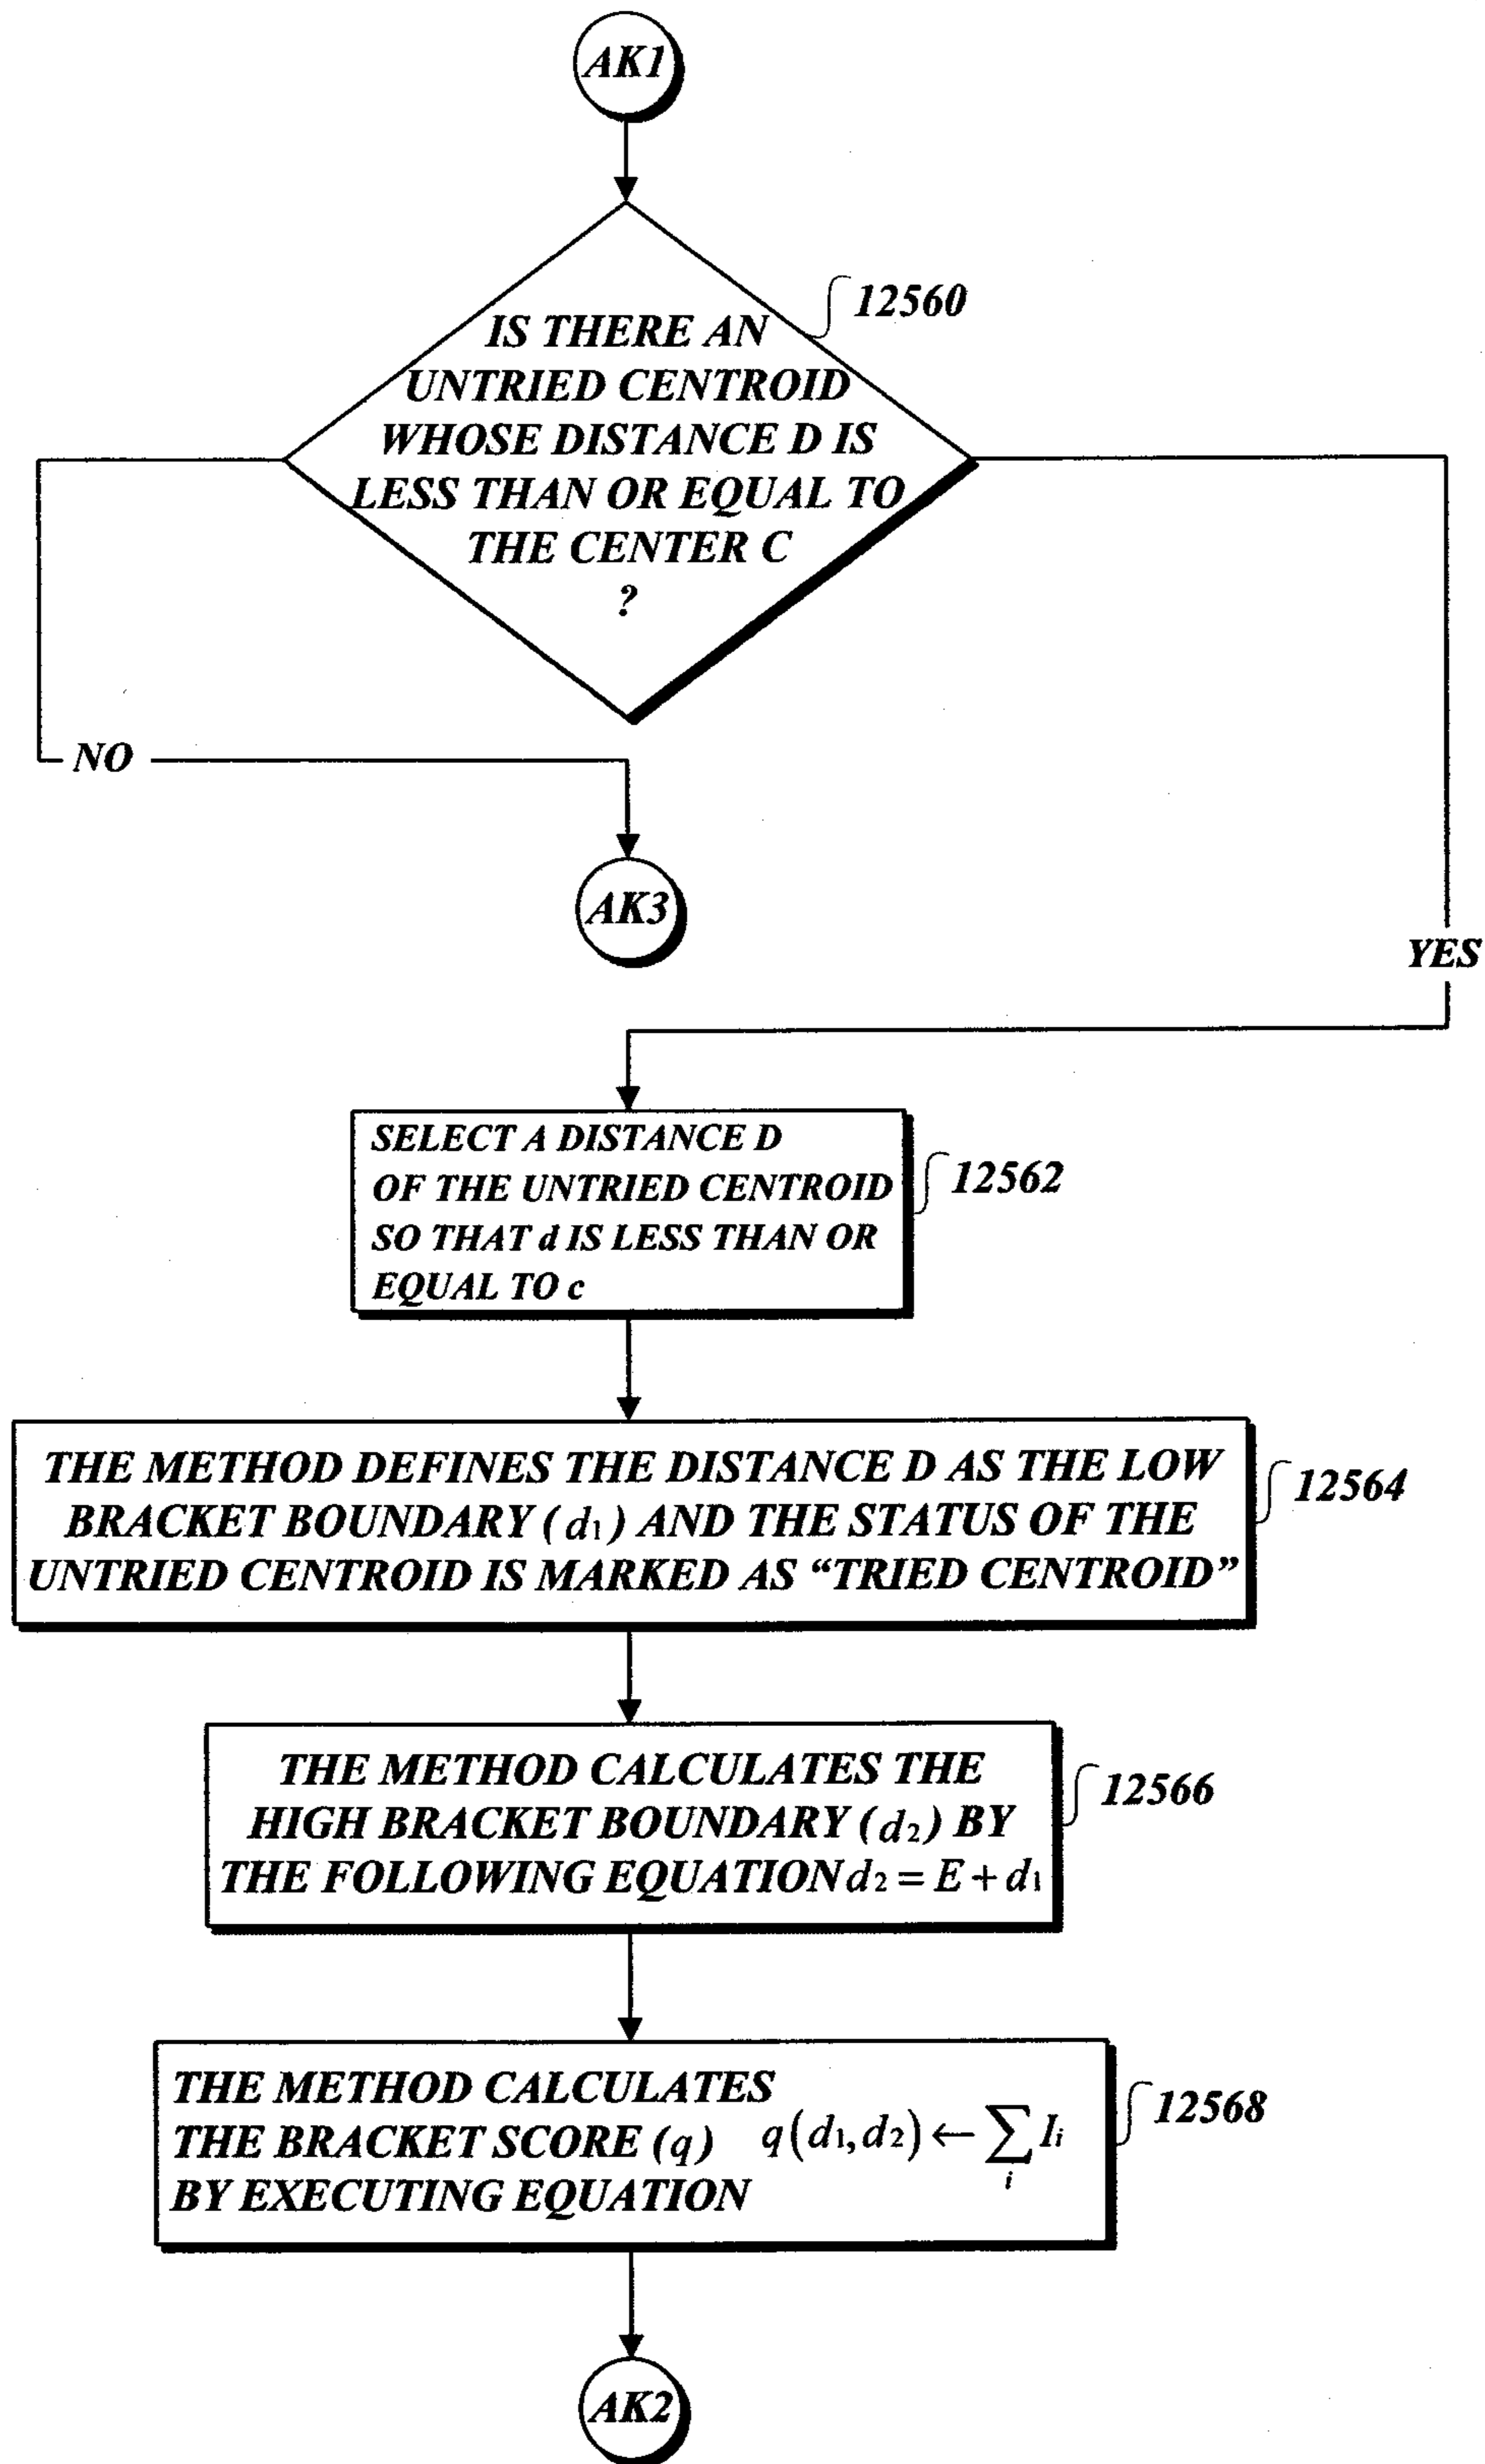 AK1
12560
IS THERE AN
UNTRIED CENTROID
WHOSE DISTANCE D IS
LESS THAN OR EQUAL TO
THE CENTER C
?
NO
AK3
YES
SELECT A DISTANCE D
OF THE UNTRIED CENTROID
SO THAT d IS LESS THAN OR
EQUAL TO c
12562
THE METHOD DEFINES THE DISTANCE D AS THE LOW
BRACKET BOUNDARY (d₁) AND THE STATUS OF THE
UNTRIED CENTROID IS MARKED AS “TRIED CENTROID”
12564
THE METHOD CALCULATES THE
HIGH BRACKET BOUNDARY (d₂) BY
THE FOLLOWING EQUATION d₂ = E + d₁
12566
THE METHOD CALCULATES
THE BRACKET SCORE (q) q(d₁,d₂) ← ∑ᵢ Iᵢ
BY EXECUTING EQUATION
12568
AK2